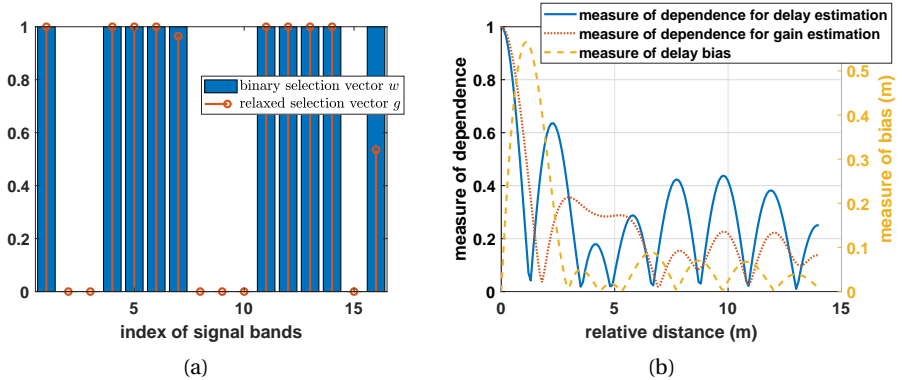 1
0.8
0.6
0.4
0.2
0
5
10
15
index of signal bands
binary selection vector w
relaxed selection vector g
(a)
measure of dependence for delay estimation
measure of dependence for gain estimation
measure of delay bias
measure of dependence
1
0.8
0.6
0.4
0.2
0
0
5
10
15
relative distance (m)
0.5
0.4
0.3
0.2
0.1
0
measure of bias (m)
(b)